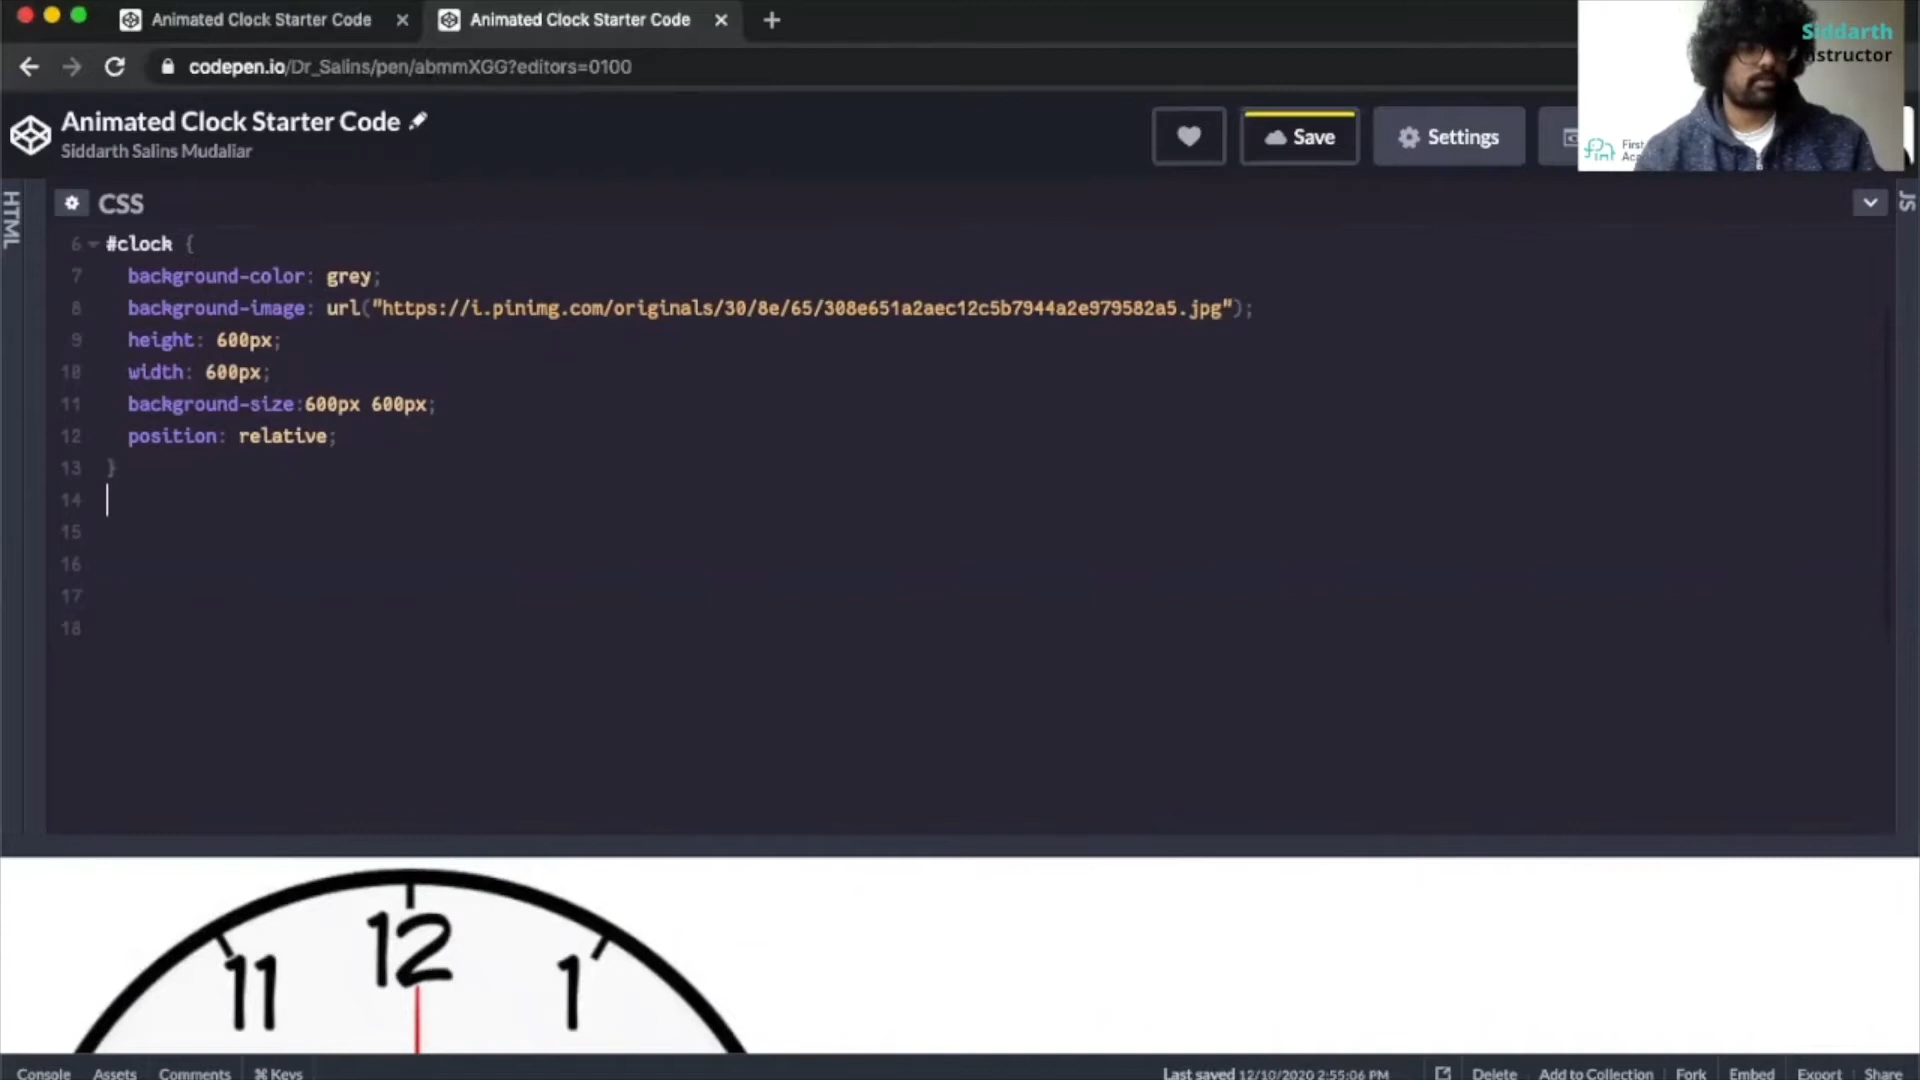 Animated Clock Starter Code
Animated Clock Starter Code
codepen.io/Dr_Salins/pen/abmmXGG?editors=0100
Siddarth
Instructor
Animated Clock Starter Code
Siddarth Salins Mudaliar
Save
Settings
First
HTML
CSS
JS
6 #clock {
7 background-color: grey;
8 background-image: url("https://i.pinimg.com/originals/30/8e/65/308e651a2aec12c5b7944a2e979582a5.jpg");
9 height: 600px;
10 width: 600px;
11 background-size:600px 600px;
12 position: relative;
13 }
14
15
16
17
18
12
11
1
Console Assets Comments ⌘ Keys
Last saved 12/10/2020 2:55:06 PM Delete Add to Collection Fork Embed Export Share